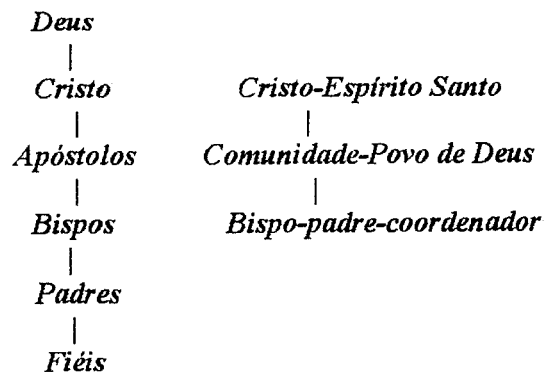 Deus
Cristo
Apóstolos
Bispos
Padres
Fiéis
Cristo-Espírito Santo
Comunidade-Povo de Deus
Bispo-padre-coordenador